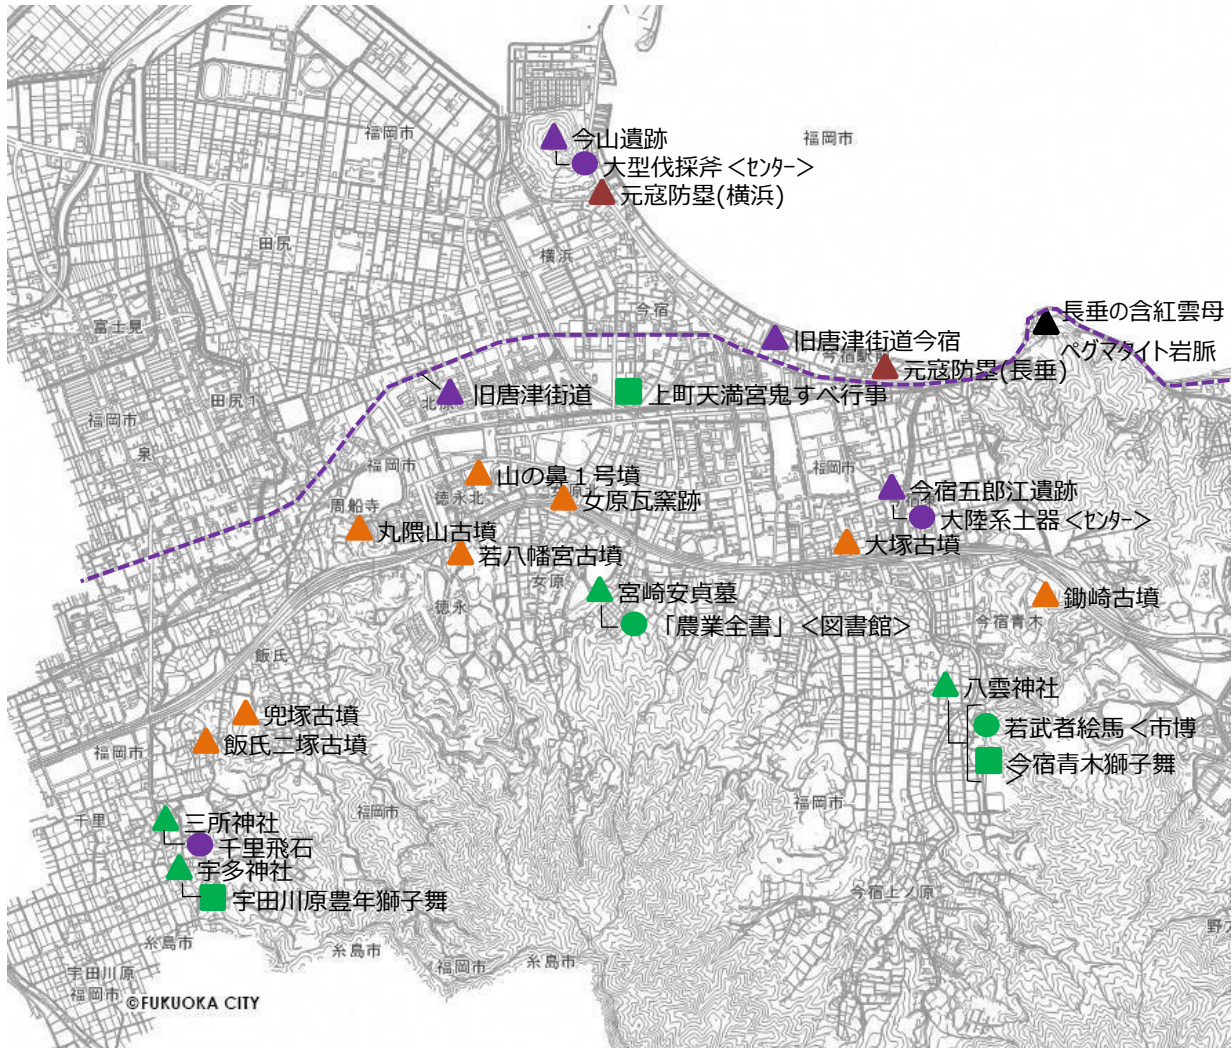 今山遺跡
福岡市
福岡市
大型伐採斧<センター>
元寇防塁(横浜)
田尻
横浜
今宿
長垂の含紅雲母
ペグマタイト岩脈
富士見
旧唐津街道今宿
今宿駅前
元寇防塁(長垂)
旧唐津街道
上町天満宮鬼すべ行事
田尻1
北原
福岡市
泉
福岡市
福岡市
山の鼻1号墳
徳永北
今宿五郎江遺跡
女原瓦窯跡
周船寺
大陸系土器<センター>
丸隈山古墳
大塚古墳
若八幡宮古墳
女原
宮崎安貞墓
鋤崎古墳
徳永
今宿青木
「農業全書」<図書館>
飯氏
八雲神社
兜塚古墳
若武者絵馬<市博
>
飯氏二塚古墳
福岡市
今宿青木獅子舞
福岡市
福岡市
千里
三所神社
千里飛石
宇多神社
今宿上ノ原
宇田川原豊年獅子舞
糸島市
糸島市
福岡市
糸島市
宇田川原
福岡市
©FUKUOKA CITY